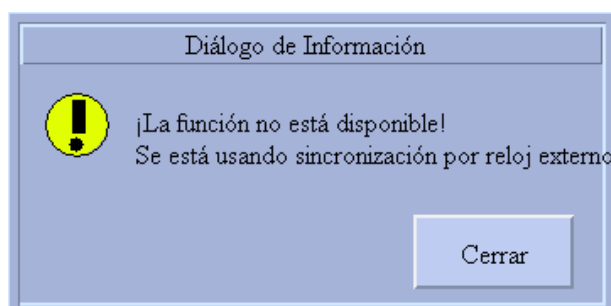 Diálogo de Información
¡La función no está disponible!
Se está usando sincronización por reloj externo
Cerrar